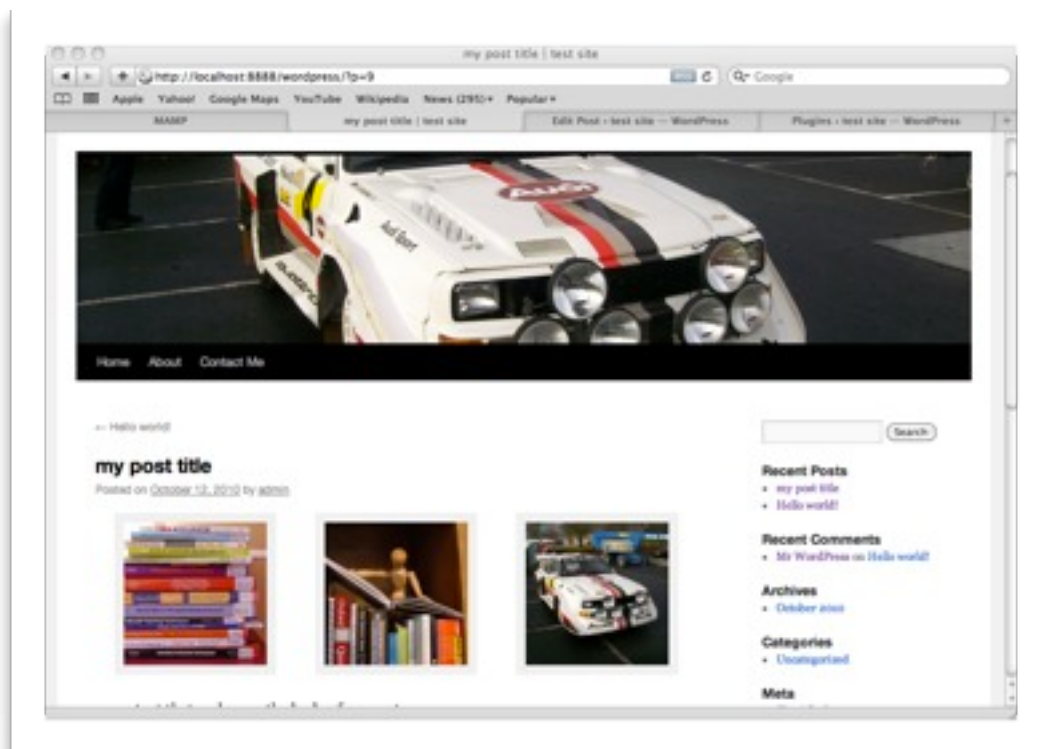 my post title | test site
http://localhost:8888/wordpress/?p=9
Google
Apple Yahoo! Google Maps YouTube Wikipedia News (295) Popular
MAMP
my post title | test site
Edit Post ‹ test site — WordPress
Plugins ‹ test site — WordPress
Audi
Audi Sport
Home About Contact Me
← Hello world!
my post title
Posted on October 12, 2010 by admin
Search
Recent Posts
my post title
Hello world!
Recent Comments
Mr WordPress on Hello world!
Archives
October 2010
Categories
Uncategorized
Meta